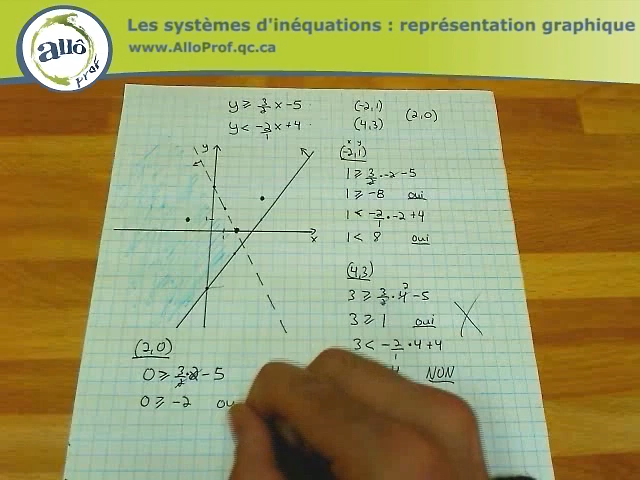 allô prof
Les systèmes d'inéquations : représentation graphique
www.AlloProf.qc.ca
y ≥ 3/2 x - 5
y < -2/1 x + 4
(-2,1)
(4,3)
(2,0)
y
x
x y
(-2,1)
1 ≥ 3/2 · -2 - 5
1 ≥ -8 oui
1 < -2/1 · -2 + 4
1 < 8 oui
(4,3)
3 ≥ 3/2 · 4 - 5
3 ≥ 1 oui
3 < -2/1 · 4 + 4
NON
(2,0)
0 ≥ 3/2 · 2 - 5
0 ≥ -2 ou